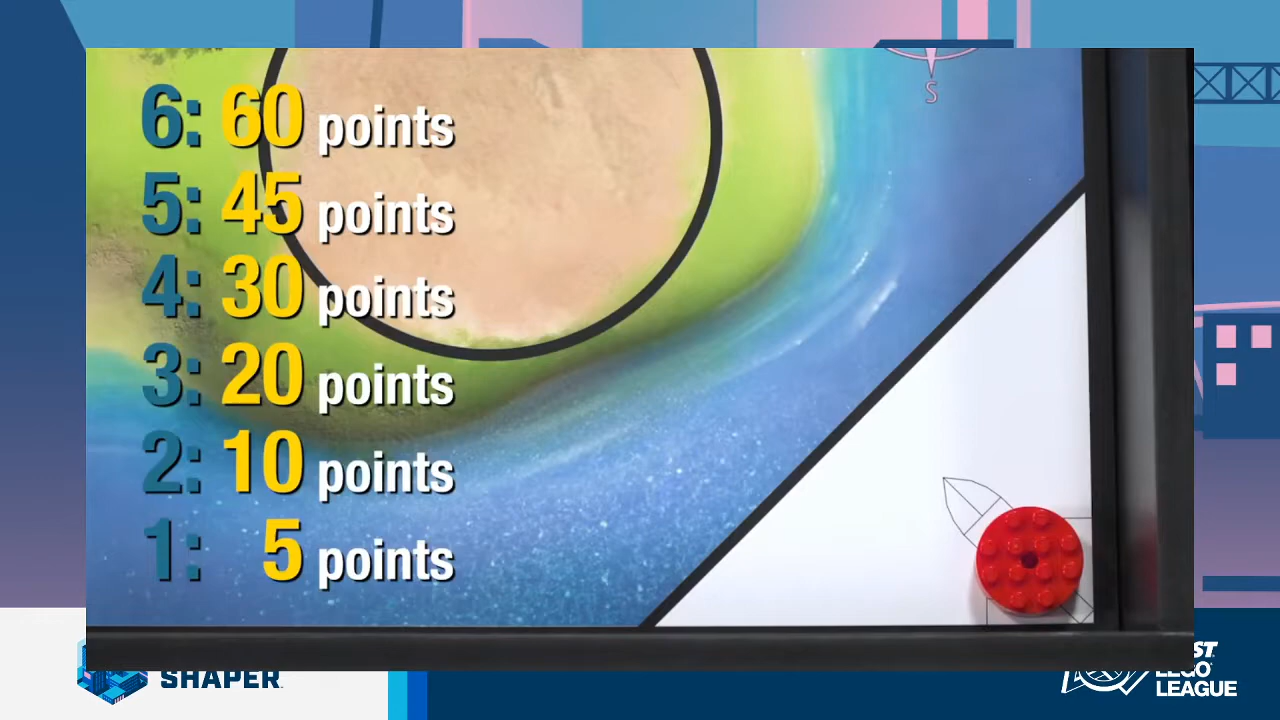 S
6: 60 points
5: 45 points
4: 30 points
3: 20 points
2: 10 points
1: 5 points
SHAPER
LEGO
LEAGUE